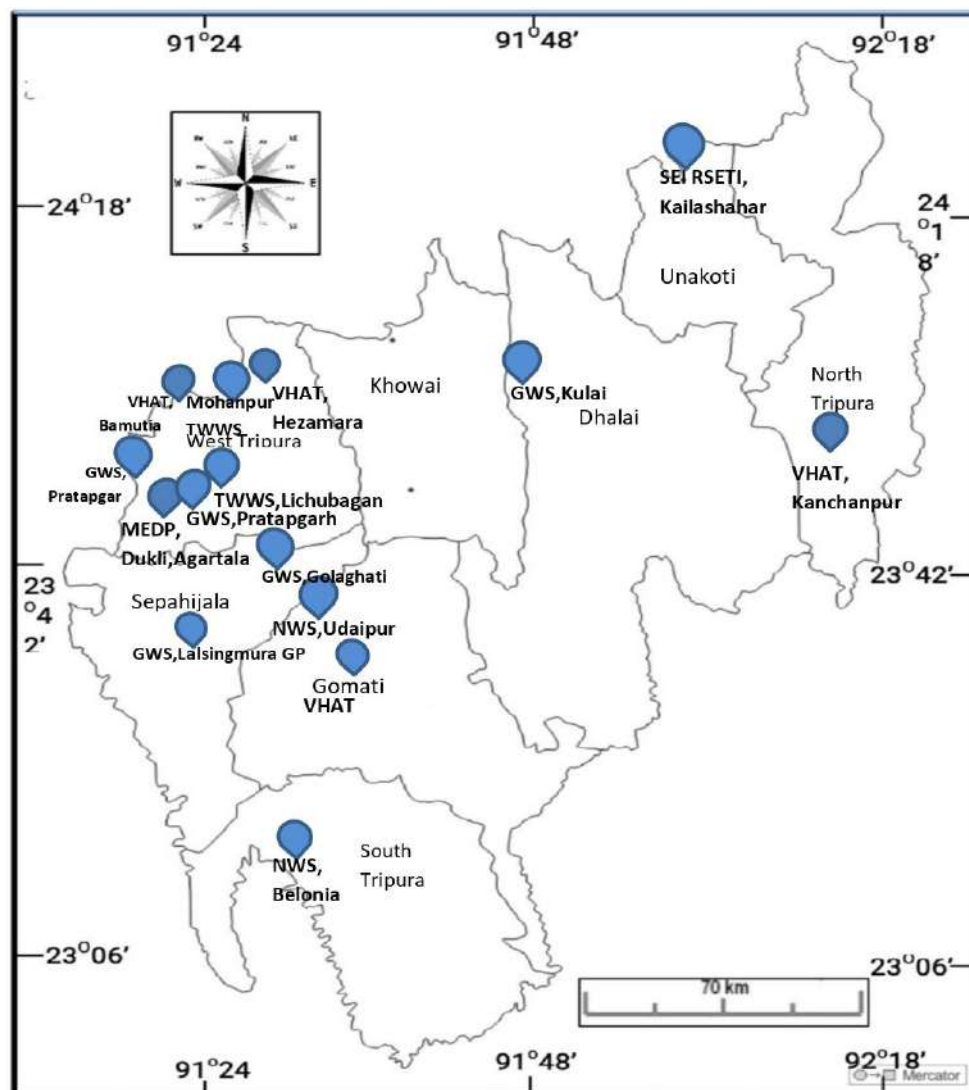 91°24
91°48’
92°18’
N
W
E
S
24°18’
24
°1
8’
SEI RSETI,
Kailashahar
Unakoti
Khowai
GWS,Kulai
Dhalai
North
Tripura
VHAT,
Kanchanpur
VHAT,
Bamutia
Mohanpur
TWWS
West Tripura
VHAT,
Hezamara
GWS,
Pratapgar
TWWS,Lichubagan
GWS,Pratapgarh
MEDP,
Dukli,Agartala
GWS,Golaghati
23
°4
2’
23°42’
Sepahijala
NWS,Udaipur
GWS,Lalsingmura GP
Gomati
VHAT
NWS,
Belonia
South
Tripura
23°06’
23°06’
70 km
91°24
91°48’
92°18’
Mercator